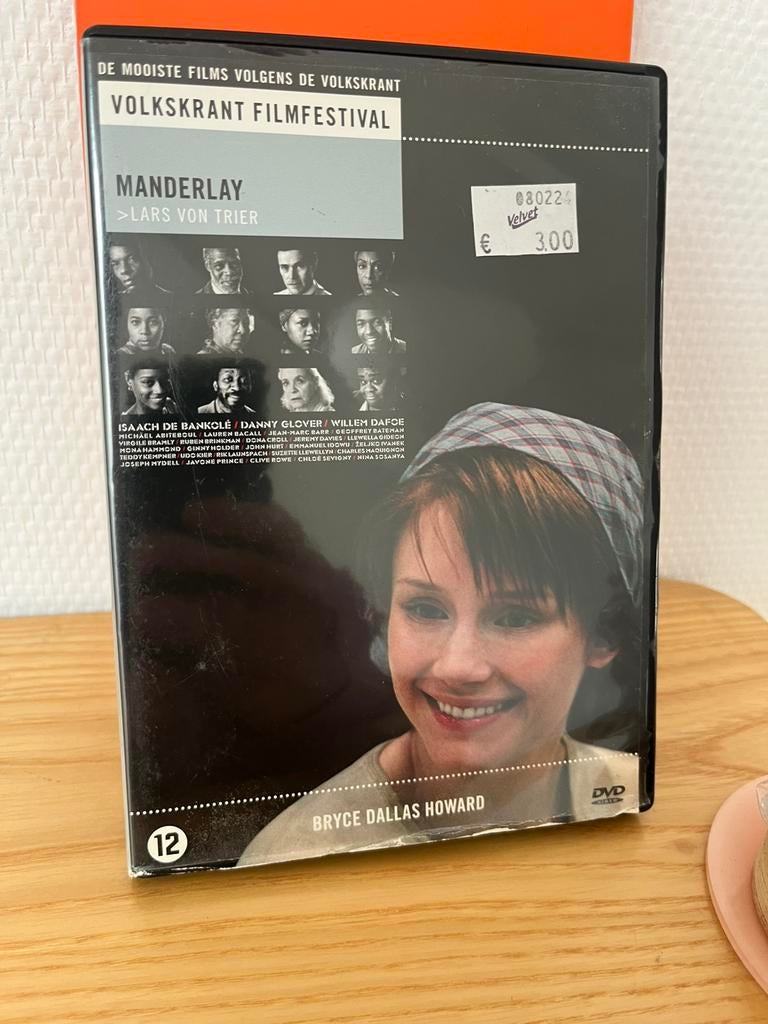 DE MOOISTE FILMS VOLGENS DE VOLKSKRANT
VOLKSKRANT FILMFESTIVAL
MANDERLAY
>LARS VON TRIER
080224
Velvet
€ 3.00
ISAACH DE BANKOLÉ / DANNY GLOVER / WILLEM DAFOE
MICHAËL ABITEBOUL / LAUREN BACALL / JEAN-MARC BARR / GEOFFREY BATEMAN
VIRGILE BRAMLY / RUBEN BRINKMAN / DONA CROLL / JEREMY DAVIES / LLEWELLA GIDEON
MONA HAMMOND / GINNY HOLDER / JOHN HURT / EMMANUEL IDOWU / ŽELJKO IVANEK
TEDDY KEMPNER / UDO KIER / RIK LAUNSPACH / SUZETTE LLEWELLYN / CHARLES MAQUIGNON
JOSEPH MYDELL / JAVONE PRINCE / CLIVE ROWE / CHLOË SEVIGNY / NINA SOSANYA
BRYCE DALLAS HOWARD
DVD
VIDEO
12